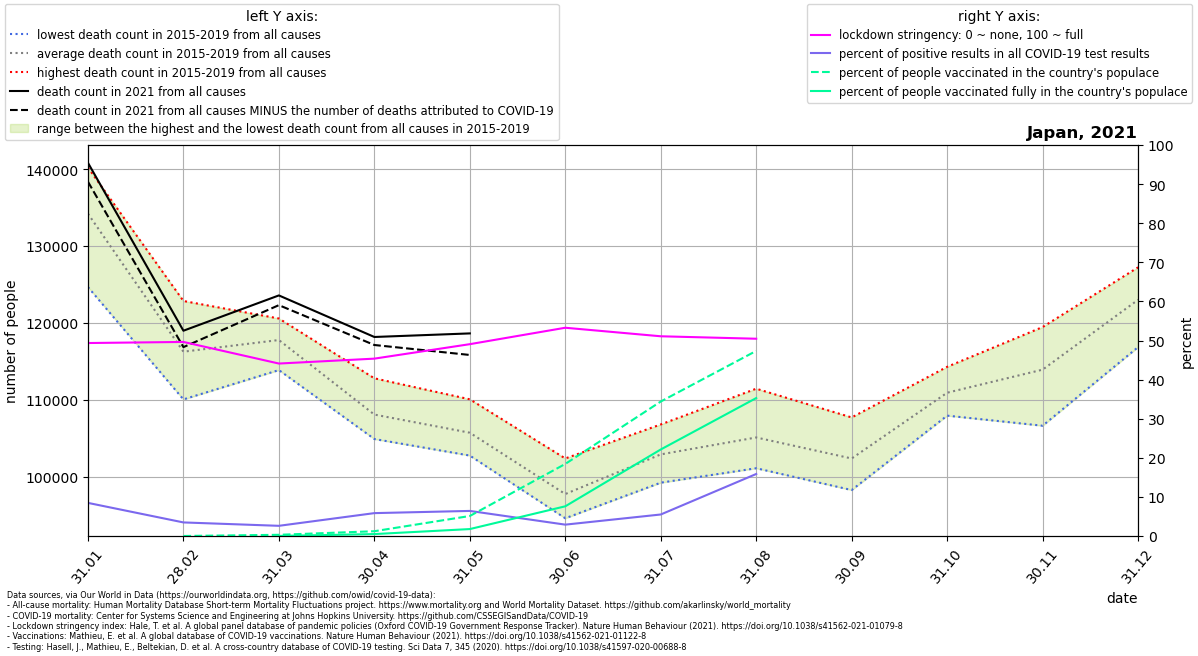 left Y axis:
lowest death count in 2015-2019 from all causes
average death count in 2015-2019 from all causes
highest death count in 2015-2019 from all causes
death count in 2021 from all causes
death count in 2021 from all causes MINUS the number of deaths attributed to COVID-19
range between the highest and the lowest death count from all causes in 2015-2019
right Y axis:
lockdown stringency: 0 ~ none, 100 ~ full
percent of positive results in all COVID-19 test results
percent of people vaccinated in the country's populace
percent of people vaccinated fully in the country's populace
Japan, 2021
number of people
140000
130000
120000
110000
100000
100
90
80
70
60
50
40
30
20
10
0
percent
31.01
28.02
31.03
30.04
31.05
30.06
31.07
31.08
30.09
31.10
30.11
31.12
date
Data sources, via Our World in Data (https://ourworldindata.org, https://github.com/owid/covid-19-data):
- All-cause mortality: Human Mortality Database Short-term Mortality Fluctuations project. https://www.mortality.org and World Mortality Dataset. https://github.com/akarlinsky/world_mortality
- COVID-19 mortality: Center for Systems Science and Engineering at Johns Hopkins University. https://github.com/CSSEGISandData/COVID-19
- Lockdown stringency index: Hale, T. et al. A global panel database of pandemic policies (Oxford COVID-19 Government Response Tracker). Nature Human Behaviour (2021). https://doi.org/10.1038/s41562-021-01079-8
- Vaccinations: Mathieu, E. et al. A global database of COVID-19 vaccinations. Nature Human Behaviour (2021). https://doi.org/10.1038/s41562-021-01122-8
- Testing: Hasell, J., Mathieu, E., Beltekian, D. et al. A cross-country database of COVID-19 testing. Sci Data 7, 345 (2020). https://doi.org/10.1038/s41597-020-00688-8